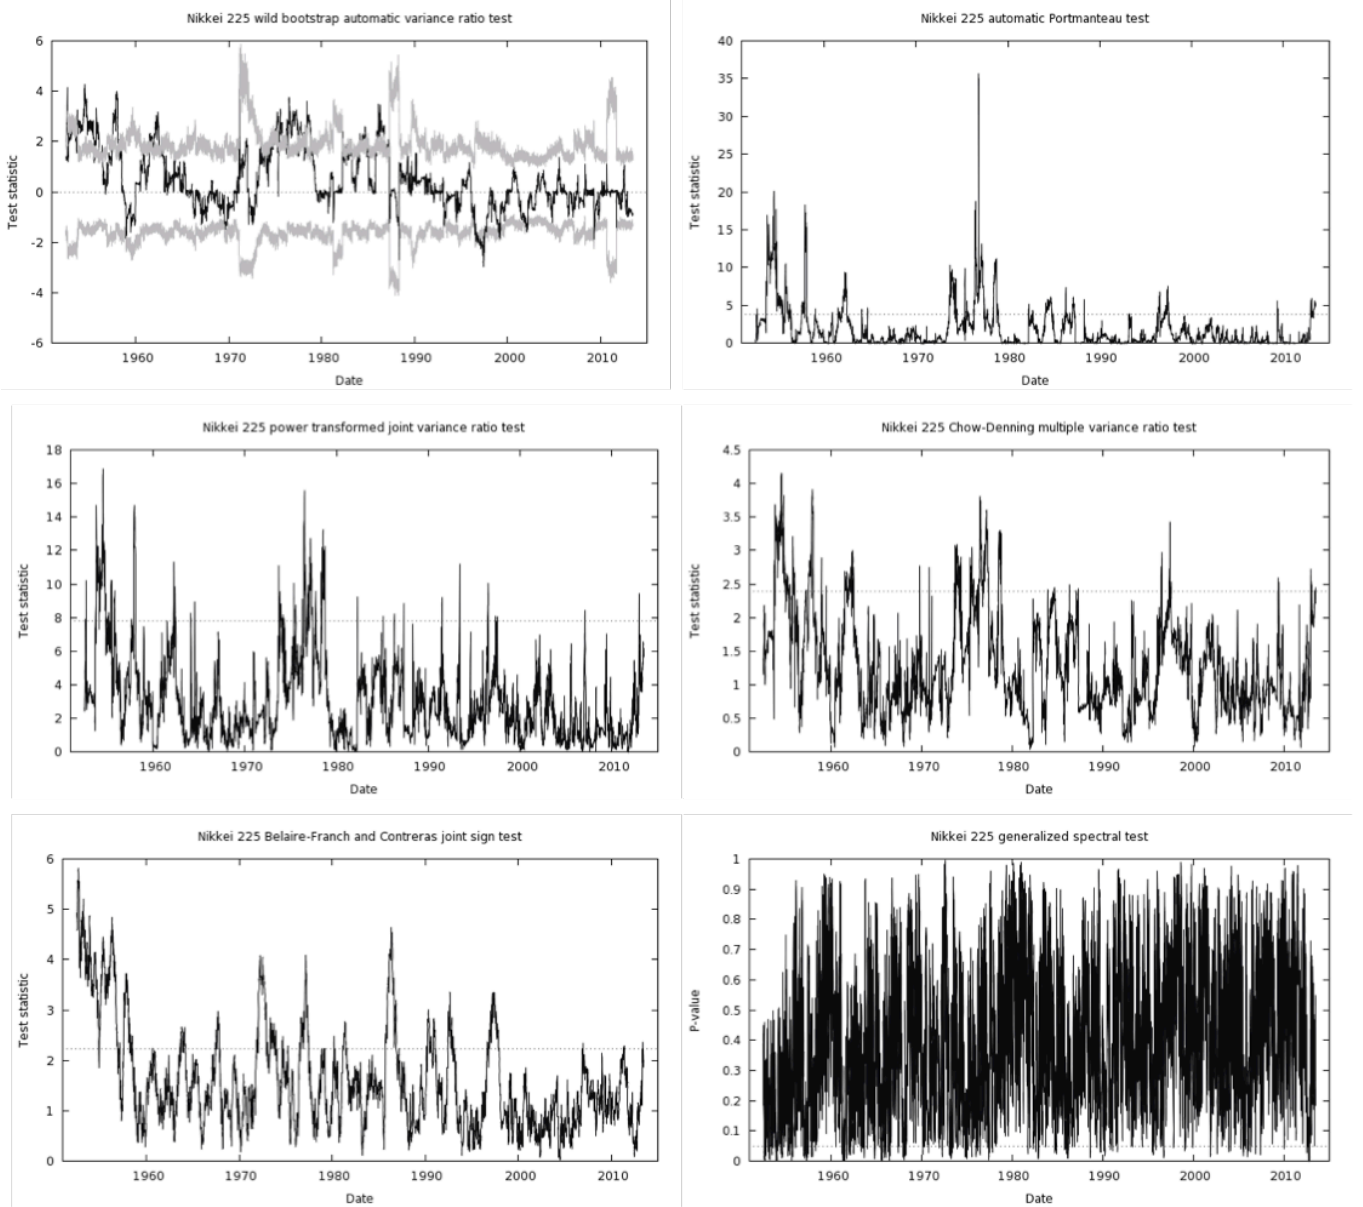 Nikkei 225 wild bootstrap automatic variance ratio test
6
4
2
0
-2
-4
-6
Test statistic
1960 1970 1980 1990 2000 2010
Date
Nikkei 225 automatic Portmanteau test
40
35
30
25
20
15
10
5
0
Test statistic
1960 1970 1980 1990 2000 2010
Date
Nikkei 225 power transformed joint variance ratio test
18
16
14
12
10
8
6
4
2
0
Test statistic
1960 1970 1980 1990 2000 2010
Date
Nikkei 225 Chow-Denning multiple variance ratio test
4.5
4
3.5
3
2.5
2
1.5
1
0.5
0
Test statistic
1960 1970 1980 1990 2000 2010
Date
Nikkei 225 Belaire-Franch and Contreras joint sign test
6
5
4
3
2
1
0
Test statistic
1960 1970 1980 1990 2000 2010
Date
Nikkei 225 generalized spectral test
1
0.9
0.8
0.7
0.6
0.5
0.4
0.3
0.2
0.1
0
P-value
1960 1970 1980 1990 2000 2010
Date